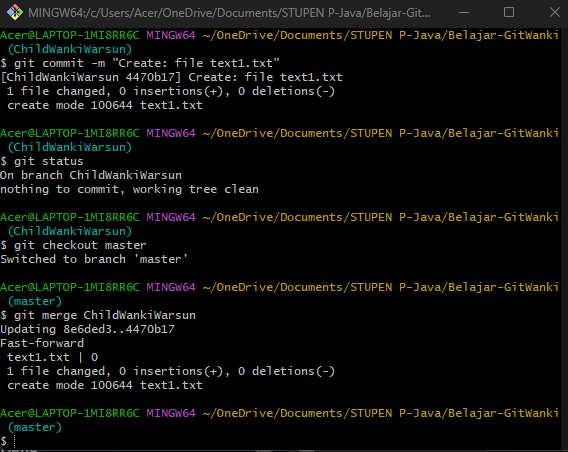 MINGW64:/c/Users/Acer/OneDrive/Documents/STUPEN P-Java/Belajar-Git...
Acer@LAPTOP-1MI8RR6C MINGW64 ~/OneDrive/Documents/STUPEN P-Java/Belajar-GitWanki
(ChildWankiWarsun)
$ git commit -m "Create: file text1.txt"
[ChildWankiWarsun 4470b17] Create: file text1.txt
1 file changed, 0 insertions(+), 0 deletions(-)
create mode 100644 text1.txt
Acer@LAPTOP-1MI8RR6C MINGW64 ~/OneDrive/Documents/STUPEN P-Java/Belajar-GitWanki
(ChildWankiWarsun)
$ git status
On branch ChildWankiWarsun
nothing to commit, working tree clean
Acer@LAPTOP-1MI8RR6C MINGW64 ~/OneDrive/Documents/STUPEN P-Java/Belajar-GitWanki
(ChildWankiWarsun)
$ git checkout master
Switched to branch 'master'
Acer@LAPTOP-1MI8RR6C MINGW64 ~/OneDrive/Documents/STUPEN P-Java/Belajar-GitWanki
(master)
$ git merge ChildWankiWarsun
Updating 8e6ded3..4470b17
Fast-forward
text1.txt | 0
1 file changed, 0 insertions(+), 0 deletions(-)
create mode 100644 text1.txt
Acer@LAPTOP-1MI8RR6C MINGW64 ~/OneDrive/Documents/STUPEN P-Java/Belajar-GitWanki
(master)
$